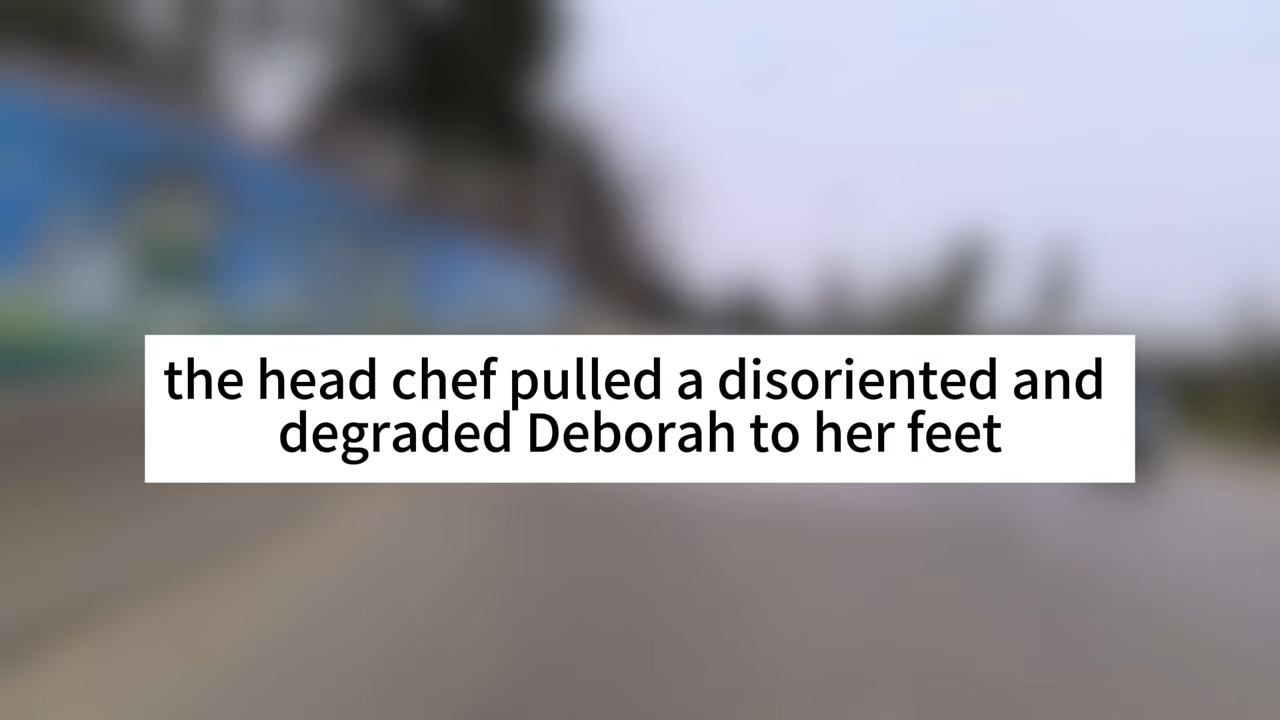 the head chef pulled a disoriented and
degraded Deborah to her feet